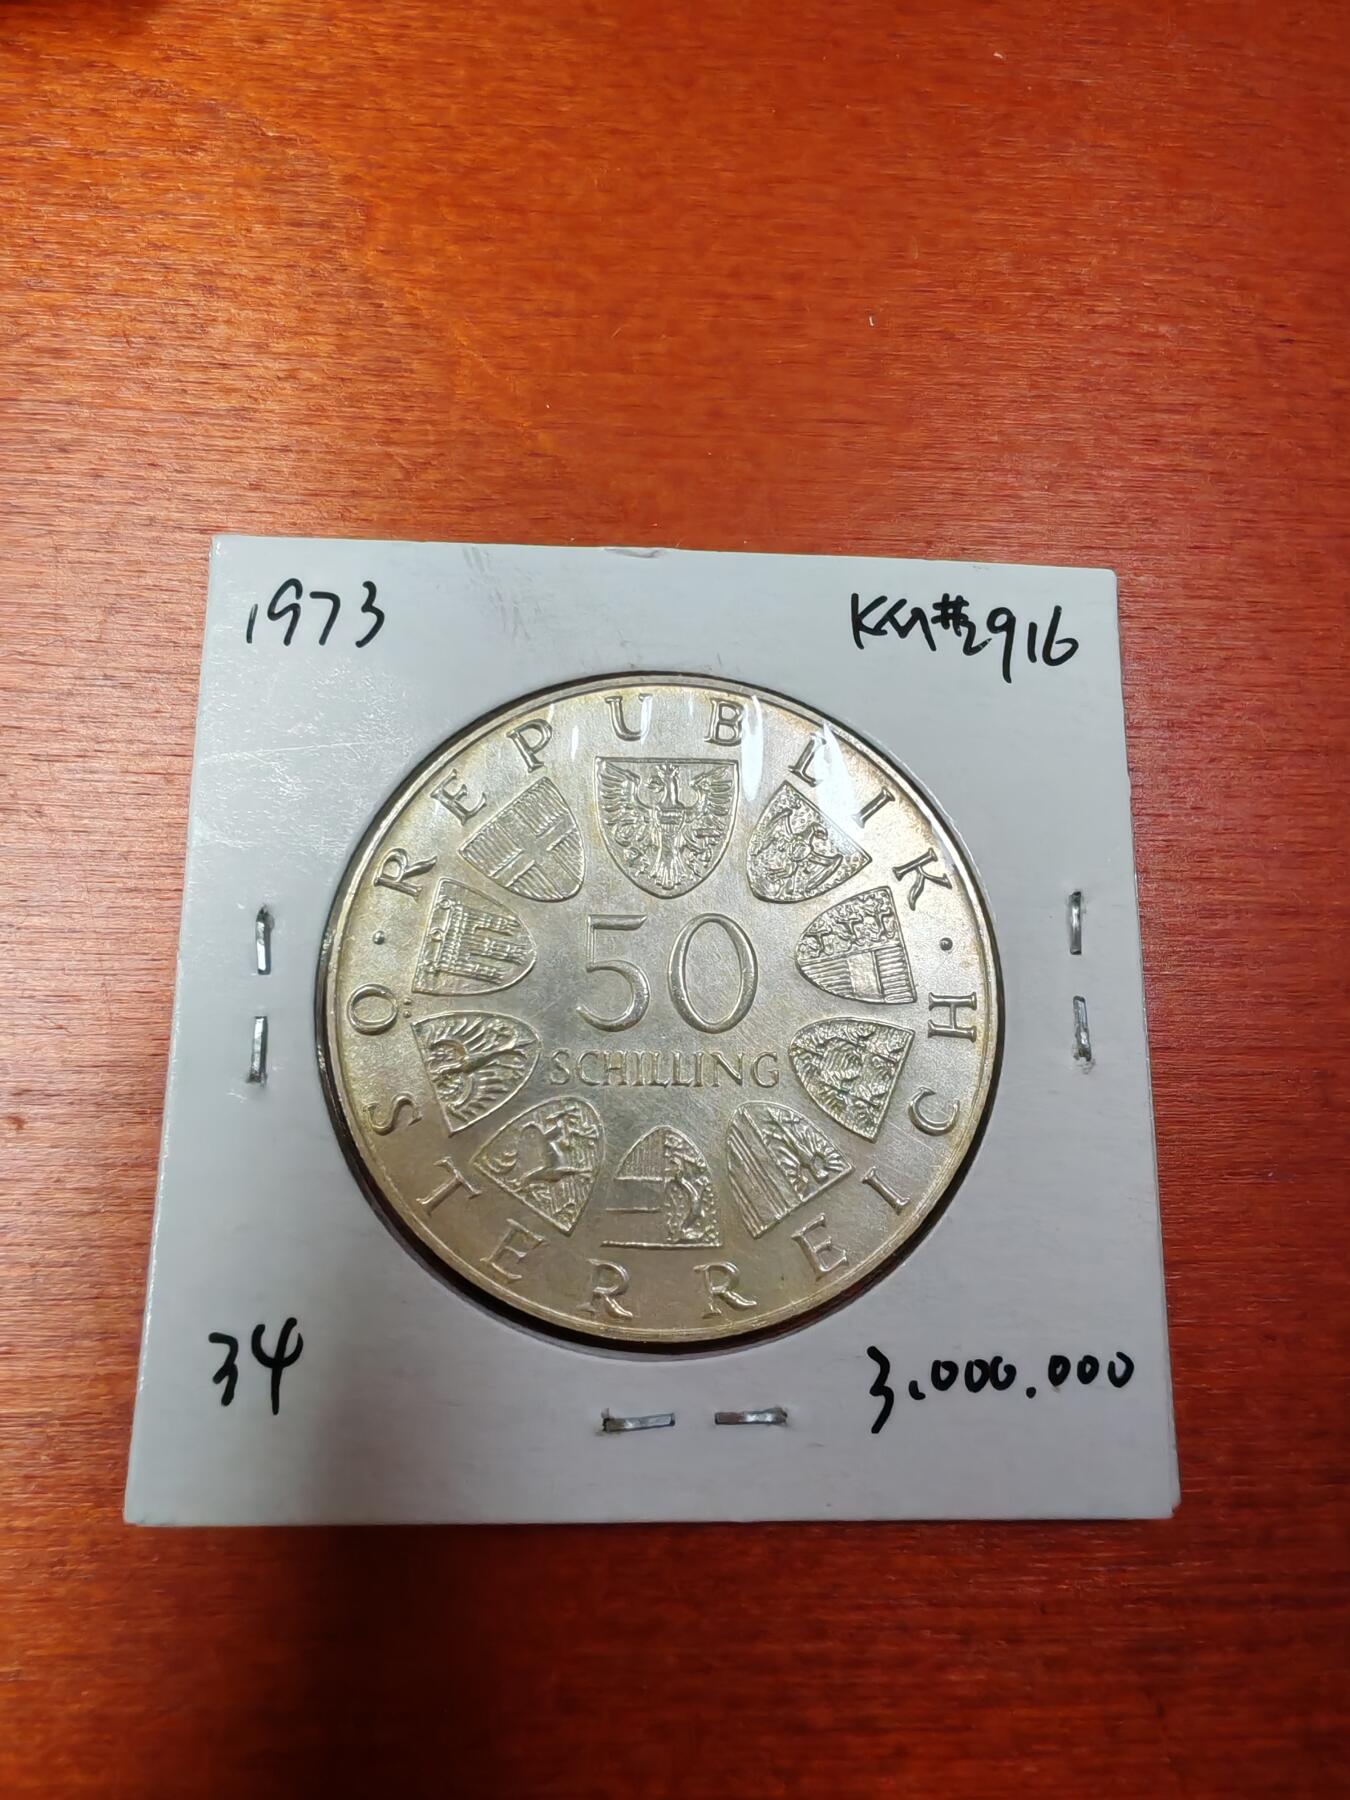 1973
KM#2916
REPUBLIK · ÖSTERREICH ·
50
SCHILLING
34
3.000.000